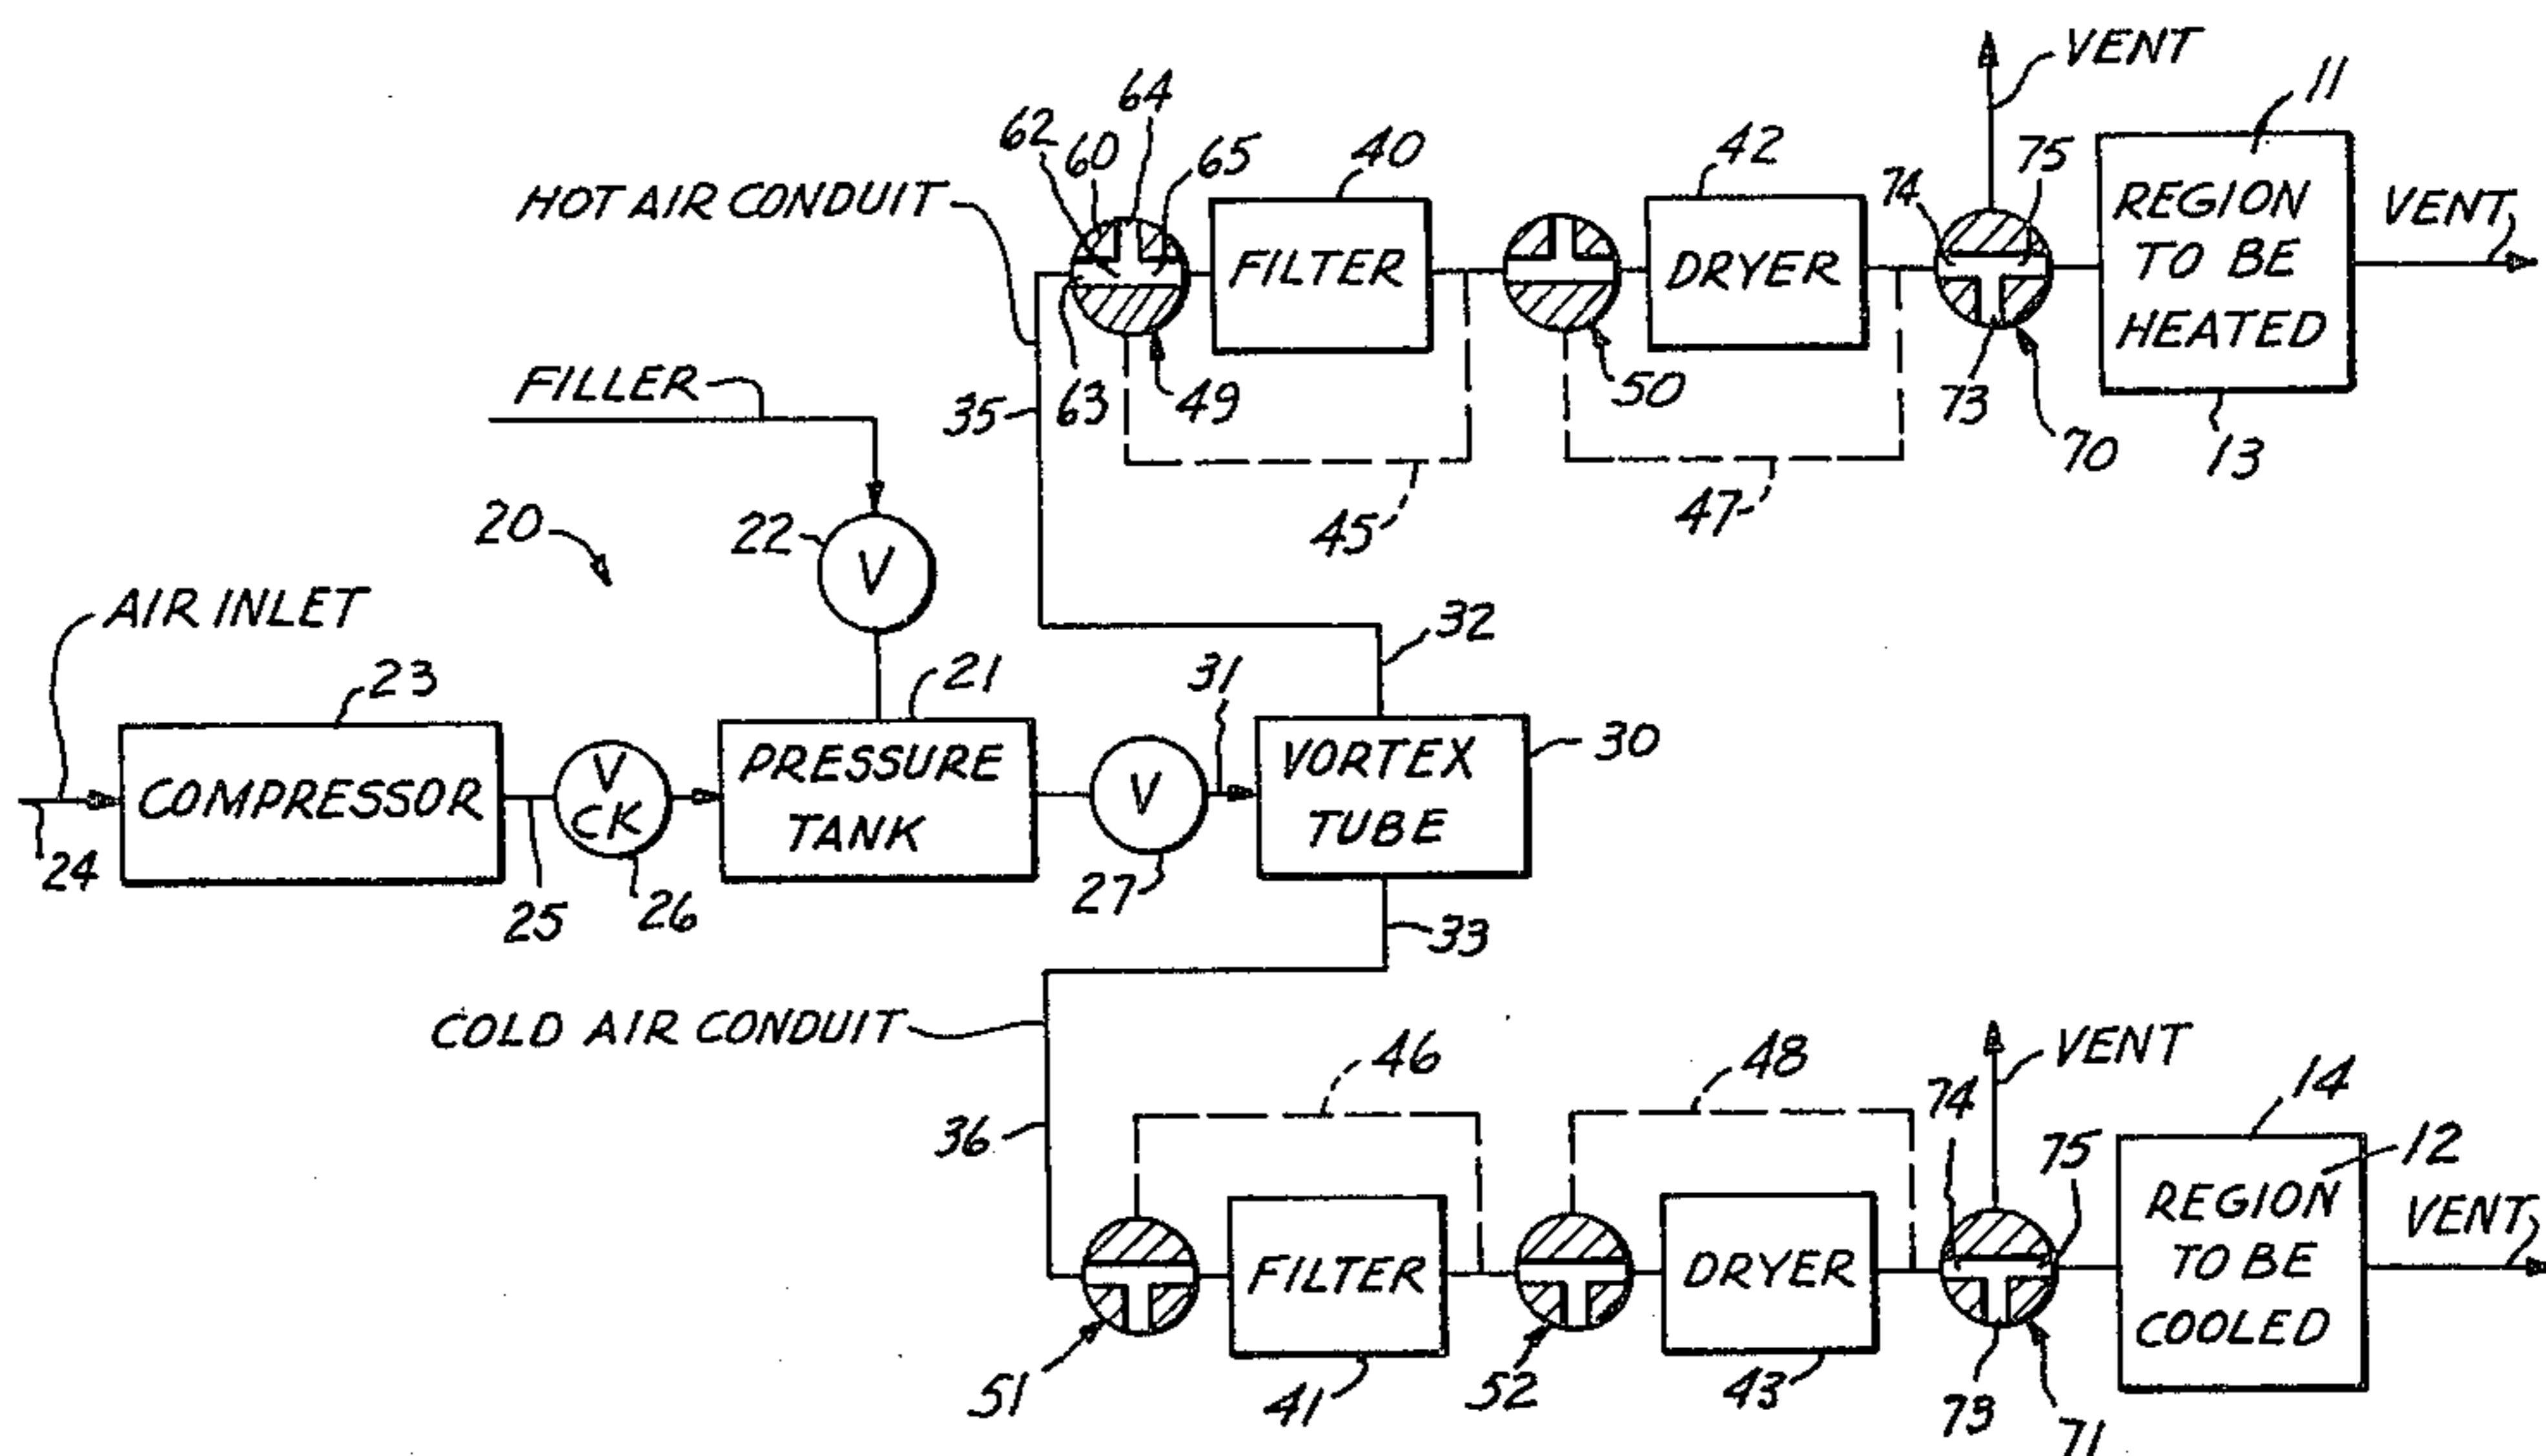 VENT
11
64
62
60
65
40
42
74
75
HOT AIR CONDUIT
FILTER
DRYER
REGION
TO BE
HEATED
VENT
FILLER
35
63
49
50
73
70
13
45
47
20
22
V
AIR INLET
32
23
21
31
COMPRESSOR
V
CK
PRESSURE
TANK
V
VORTEX
TUBE
30
24
25
26
27
33
COLD AIR CONDUIT
46
48
VENT
74
14
36
75
12
FILTER
DRYER
REGION
TO BE
COOLED
VENT
51
41
52
43
73
71